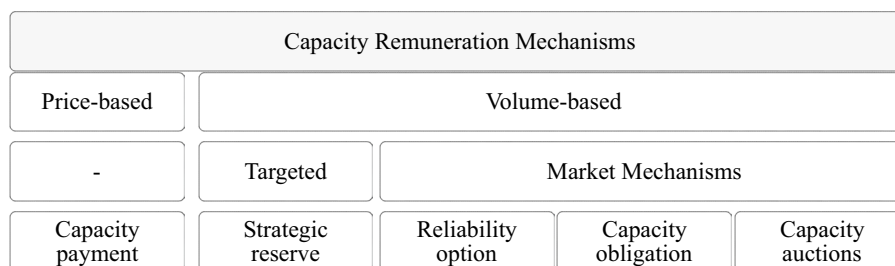 Capacity Remuneration Mechanisms
Price-based
Volume-based
-
Targeted
Market Mechanisms
Capacity
payment
Strategic
reserve
Reliability
option
Capacity
obligation
Capacity
auctions